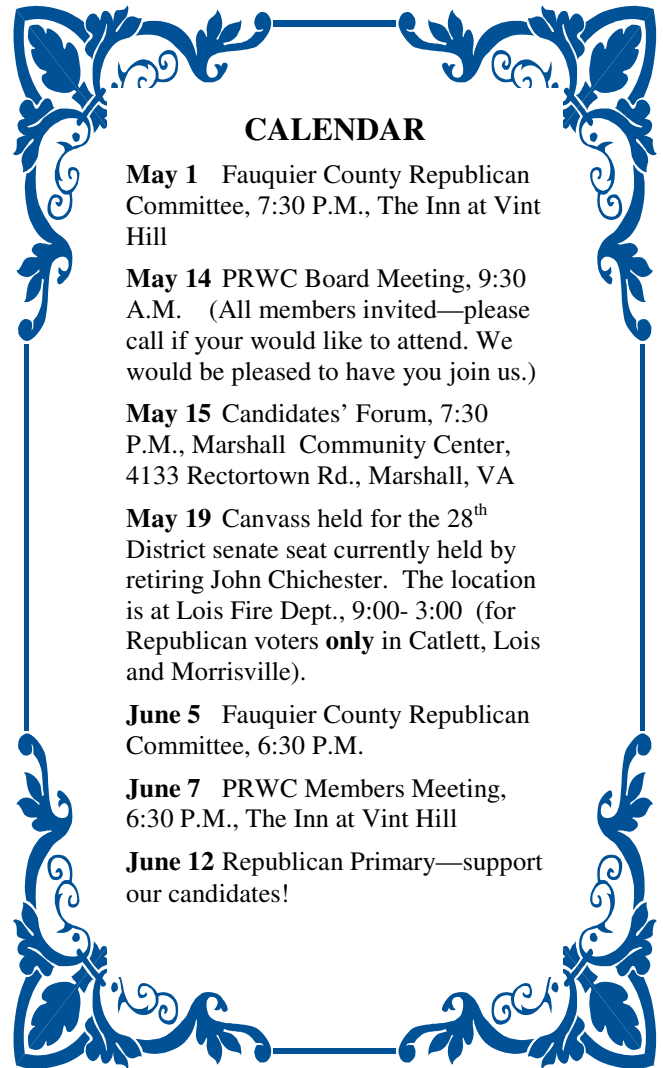 CALENDAR
May 1 Fauquier County Republican
Committee, 7:30 P.M., The Inn at Vint
Hill
May 14 PRWC Board Meeting, 9:30
A.M. (All members invited—please
call if your would like to attend. We
would be pleased to have you join us.)
May 15 Candidates’ Forum, 7:30
P.M., Marshall Community Center,
4133 Rectortown Rd., Marshall, VA
May 19 Canvass held for the 28th
District senate seat currently held by
retiring John Chichester. The location
is at Lois Fire Dept., 9:00- 3:00 (for
Republican voters only in Catlett, Lois
and Morrisville).
June 5 Fauquier County Republican
Committee, 6:30 P.M.
June 7 PRWC Members Meeting,
6:30 P.M., The Inn at Vint Hill
June 12 Republican Primary—support
our candidates!